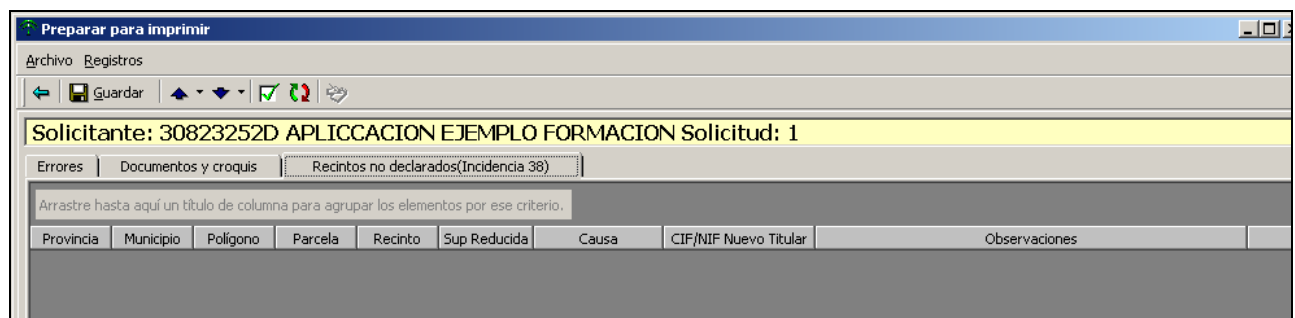 Preparar para imprimir
Archivo Registros
Guardar
Solicitante: 30823252D APLICCACION EJEMPLO FORMACION Solicitud: 1
Errores Documentos y croquis Recintos no declarados(Incidencia 38)
Arrastre hasta aquí un título de columna para agrupar los elementos por ese criterio.
Provincia Municipio Polígono Parcela Recinto Sup Reducida Causa CIF/NIF Nuevo Titular Observaciones